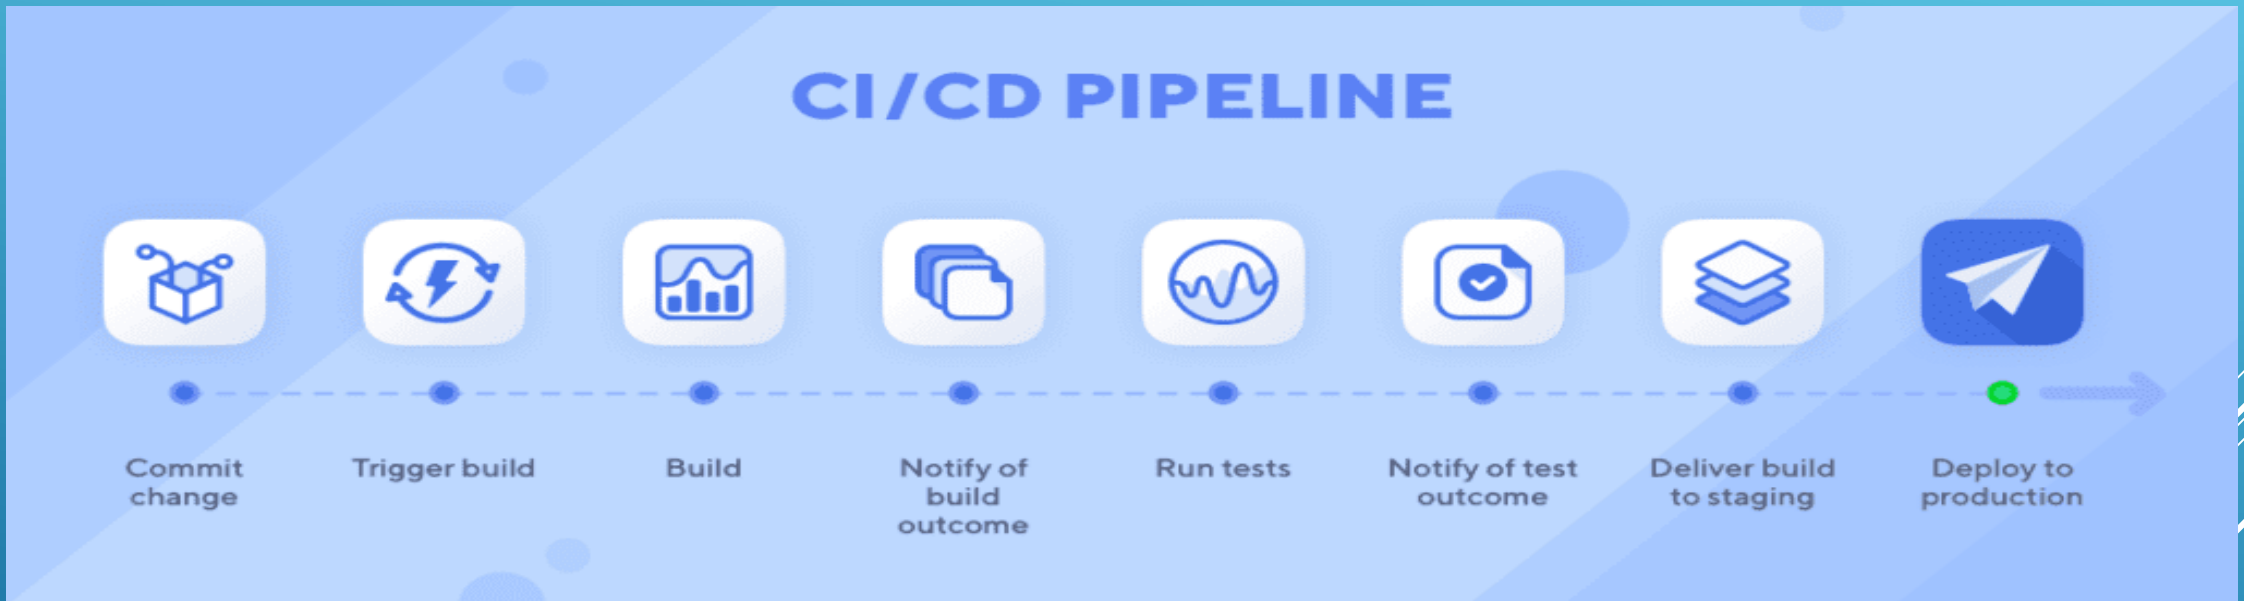 CI/CD PIPELINE
Commit
change
Trigger build
Build
Notify of
build
outcome
Run tests
Notify of test
outcome
Deliver build
to staging
Deploy to
production